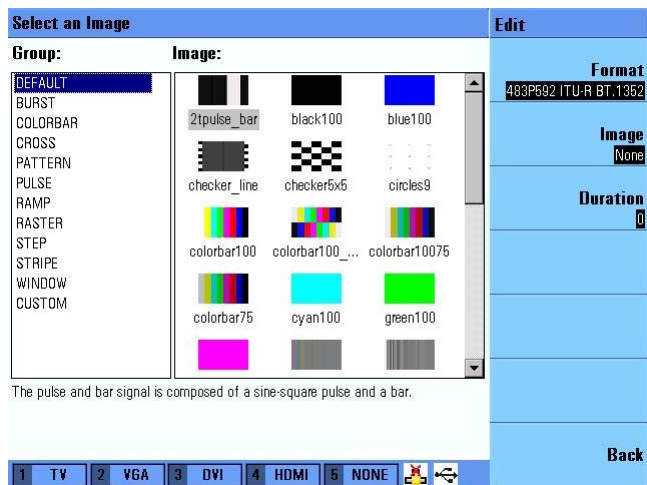 Select an Image
Edit
Group:
Image:
DEFAULT
BURST
COLORBAR
CROSS
PATTERN
PULSE
RAMP
RASTER
STEP
STRIPE
WINDOW
CUSTOM
2tpulse_bar
black100
blue100
checker_line
checker5x5
circles9
colorbar100
colorbar100_...
colorbar10075
colorbar75
cyan100
green100
The pulse and bar signal is composed of a sine-square pulse and a bar.
Format
483P592 ITU-R BT.1352
Image
None
Duration
0
Back
1 TV
2 VGA
3 DVI
4 HDMI
5 NONE